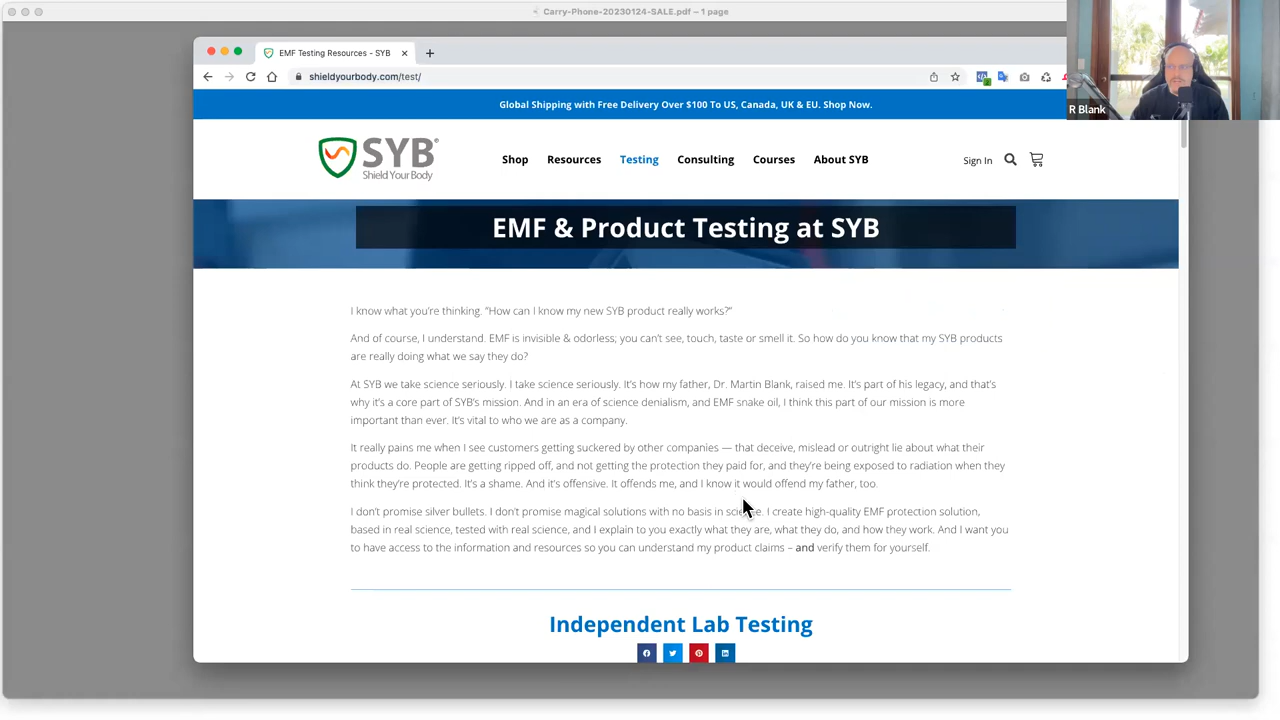 Carry-Phone-20230124-SALE.pdf – 1 page
EMF Testing Resources - SYB
shieldyourbody.com/test/
R Blank
Global Shipping with Free Delivery Over $100 To US, Canada, UK & EU. Shop Now.
SYB®
Shield Your Body
Shop Resources Testing Consulting Courses About SYB
Sign In
EMF & Product Testing at SYB
I know what you're thinking. "How can I know my new SYB product really works?"
And of course, I understand. EMF is invisible & odorless; you can't see, touch, taste or smell it. So how do you know that my SYB products
are really doing what we say they do?
At SYB we take science seriously. I take science seriously. It's how my father, Dr. Martin Blank, raised me. It's part of his legacy, and that's
why it's a core part of SYB's mission. And in an era of science denialism, and EMF snake oil, I think this part of our mission is more
important than ever. It's vital to who we are as a company.
It really pains me when I see customers getting suckered by other companies — that deceive, mislead or outright lie about what their
products do. People are getting ripped off, and not getting the protection they paid for, and they're being exposed to radiation when they
think they're protected. It's a shame. And it's offensive. It offends me, and I know it would offend my father, too.
I don't promise silver bullets. I don't promise magical solutions with no basis in science. I create high-quality EMF protection solution,
based in real science, tested with real science, and I explain to you exactly what they are, what they do, and how they work. And I want you
to have access to the information and resources so you can understand my product claims – and verify them for yourself.
Independent Lab Testing